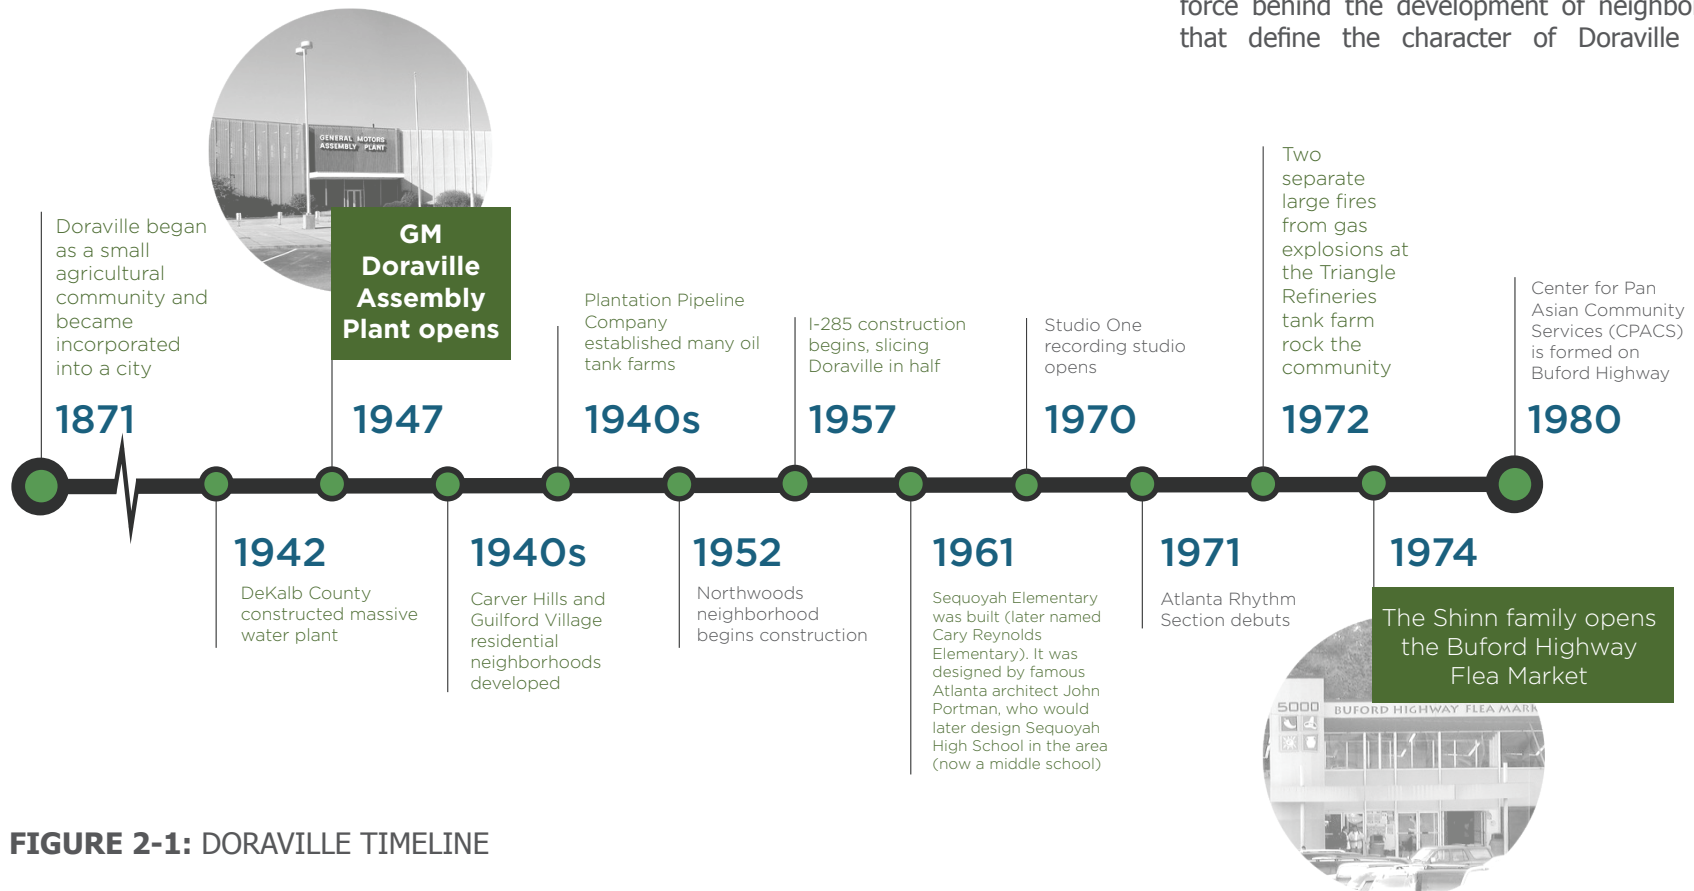 force behind the development of
that define the character of Doraville
GENERAL MOTORS
ASSEMBLY PLANT
Doraville began
as a small
agricultural
community and
became
incorporated
into a city
1871
1942
DeKalb County
constructed massive
water plant
GM
Doraville
Assembly
Plant opens
1947
1940s
Carver Hills and
Guilford Village
residential
neighborhoods
developed
Plantation Pipeline
Company
established many oil
tank farms
1940s
1952
Northwoods
neighborhood
begins construction
I-285 construction
begins, slicing
Doraville in half
1957
1961
Sequoyah Elementary
was built (later named
Cary Reynolds
Elementary). It was
designed by famous
Atlanta architect John
Portman, who would
later design Sequoyah
High School in the area
(now a middle school)
Studio One
recording studio
opens
1970
1971
Atlanta Rhythm
Section debuts
Two
separate
large fires
from gas
explosions at
the Triangle
Refineries
tank farm
rock the
community
1972
1974
The Shinn family opens
the Buford Highway
Flea Market
5000 BUFORD HIGHWAY FLEA MARK
Center for Pan
Asian Community
Services (CPACS)
is formed on
Buford Highway
1980
FIGURE 2-1: DORAVILLE TIMELINE